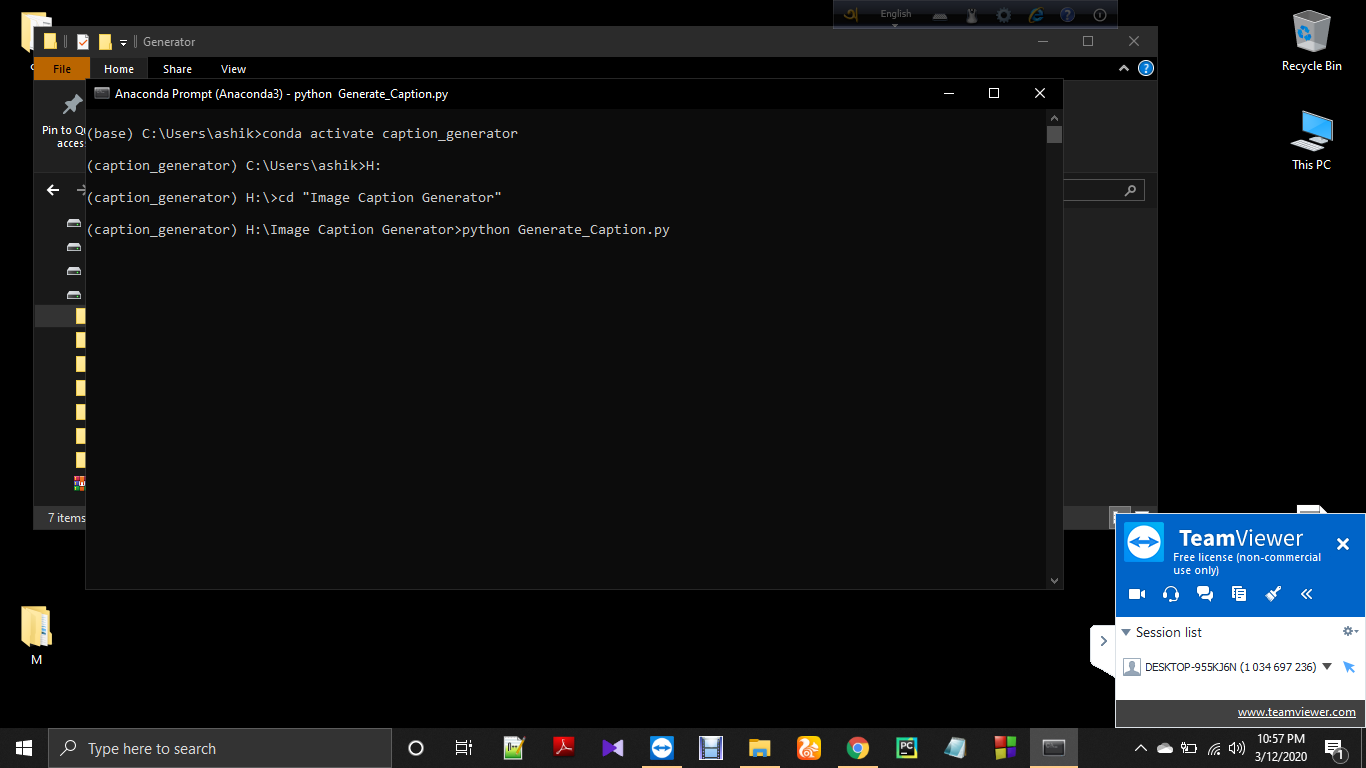 English
Generator
File Home Share View
Recycle Bin
Anaconda Prompt (Anaconda3) - python  Generate_Caption.py
Pin to Qu
access
(base) C:\Users\ashik>conda activate caption_generator
(caption_generator) C:\Users\ashik>H:
(caption_generator) H:\>cd "Image Caption Generator"
(caption_generator) H:\Image Caption Generator>python Generate_Caption.py
This PC
7 items
TeamViewer
Free license (non-commercial
use only)
Session list
DESKTOP-955KJ6N (1 034 697 236)
www.teamviewer.com
M
Type here to search
10:57 PM
3/12/2020
1